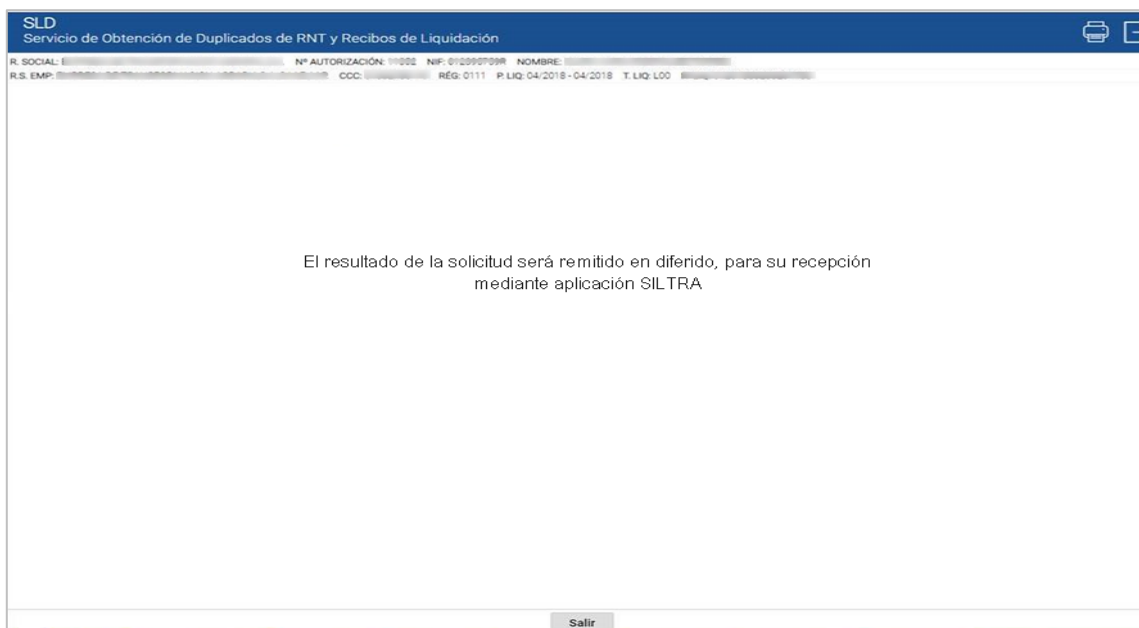 SLD
Servicio de Obtención de Duplicados de RNT y Recibos de Liquidación
R. SOCIAL: Nº AUTORIZACIÓN: NIF: NOMBRE:
R.S. EMP: CCC: RÉG: 0111 P. LIQ: 04/2018 - 04/2018 T. LIQ: L00
El resultado de la solicitud será remitido en diferido, para su recepción
mediante aplicación SILTRA
Salir